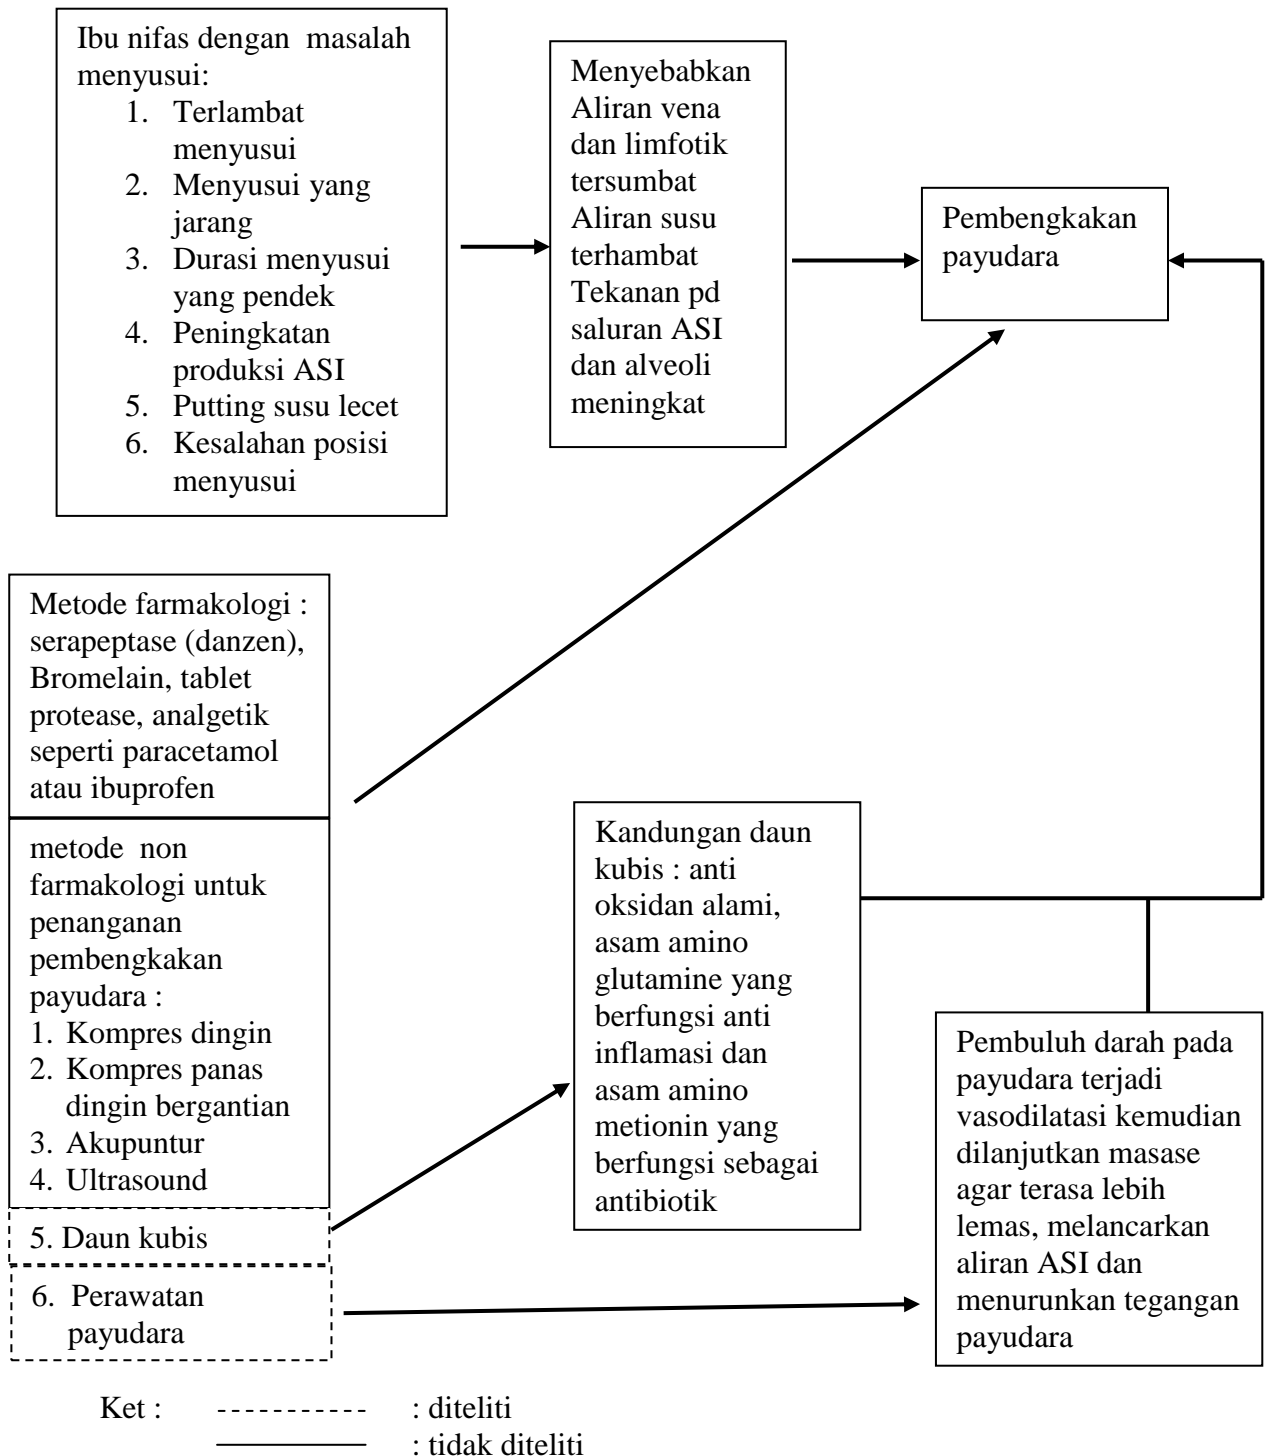 Ibu nifas dengan masalah
menyusui:
1. Terlambat
menyusui
2. Menyusui yang
jarang
3. Durasi menyusui
yang pendek
4. Peningkatan
produksi ASI
5. Putting susu lecet
6. Kesalahan posisi
menyusui
Menyebabkan
Aliran vena
dan limfotik
tersumbat
Aliran susu
terhambat
Tekanan pd
saluran ASI
dan alveoli
meningkat
Pembengkakan
payudara
Metode farmakologi :
serapeptase (danzen),
Bromelain, tablet
protease, analgetik
seperti paracetamol
atau ibuprofen
metode non
farmakologi untuk
penanganan
pembengkakan
payudara :
1. Kompres dingin
2. Kompres panas
dingin bergantian
3. Akupuntur
4. Ultrasound
5. Daun kubis
6. Perawatan
payudara
Kandungan daun
kubis : anti
oksidan alami,
asam amino
glutamine yang
berfungsi anti
inflamasi dan
asam amino
metionin yang
berfungsi sebagai
antibiotik
Pembuluh darah pada
payudara terjadi
vasodilatasi kemudian
dilanjutkan masase
agar terasa lebih
lemas, melancarkan
aliran ASI dan
menurunkan tegangan
payudara
Ket : ----------- : diteliti
: tidak diteliti